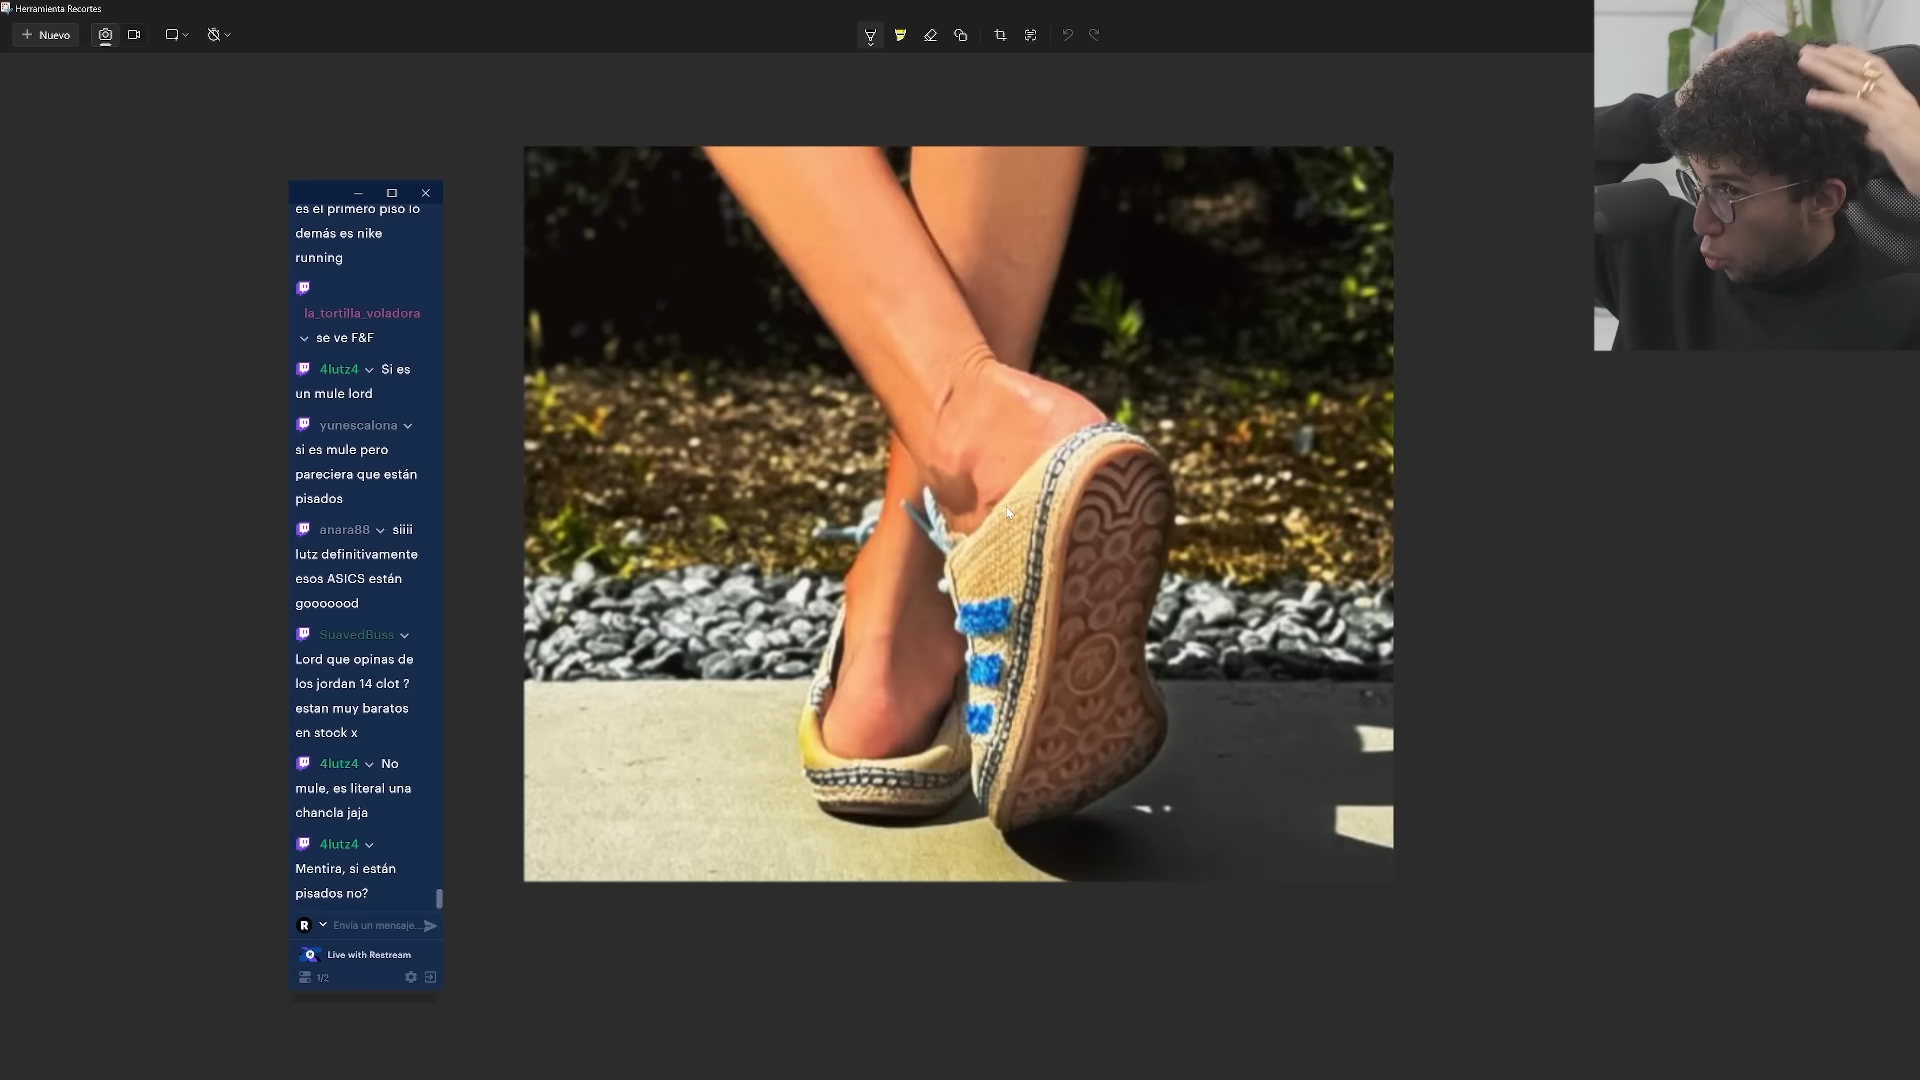 Herramienta Recortes
Nuevo
es el primero piso lo
demás es nike
running
la_tortilla_voladora
se ve F&F
4lutz4 Si es
un mule lord
yunescalona
si es mule pero
pareciera que están
pisados
anara88 siiii
lutz definitivamente
esos ASICS están
gooooood
SuavedBuss
Lord que opinas de
los jordan 14 clot ?
estan muy baratos
en stock x
4lutz4 No
mule, es literal una
chancla jaja
4lutz4
Mentira, si están
pisados no?
R Envía un mensaje...
Live with Restream
1/2